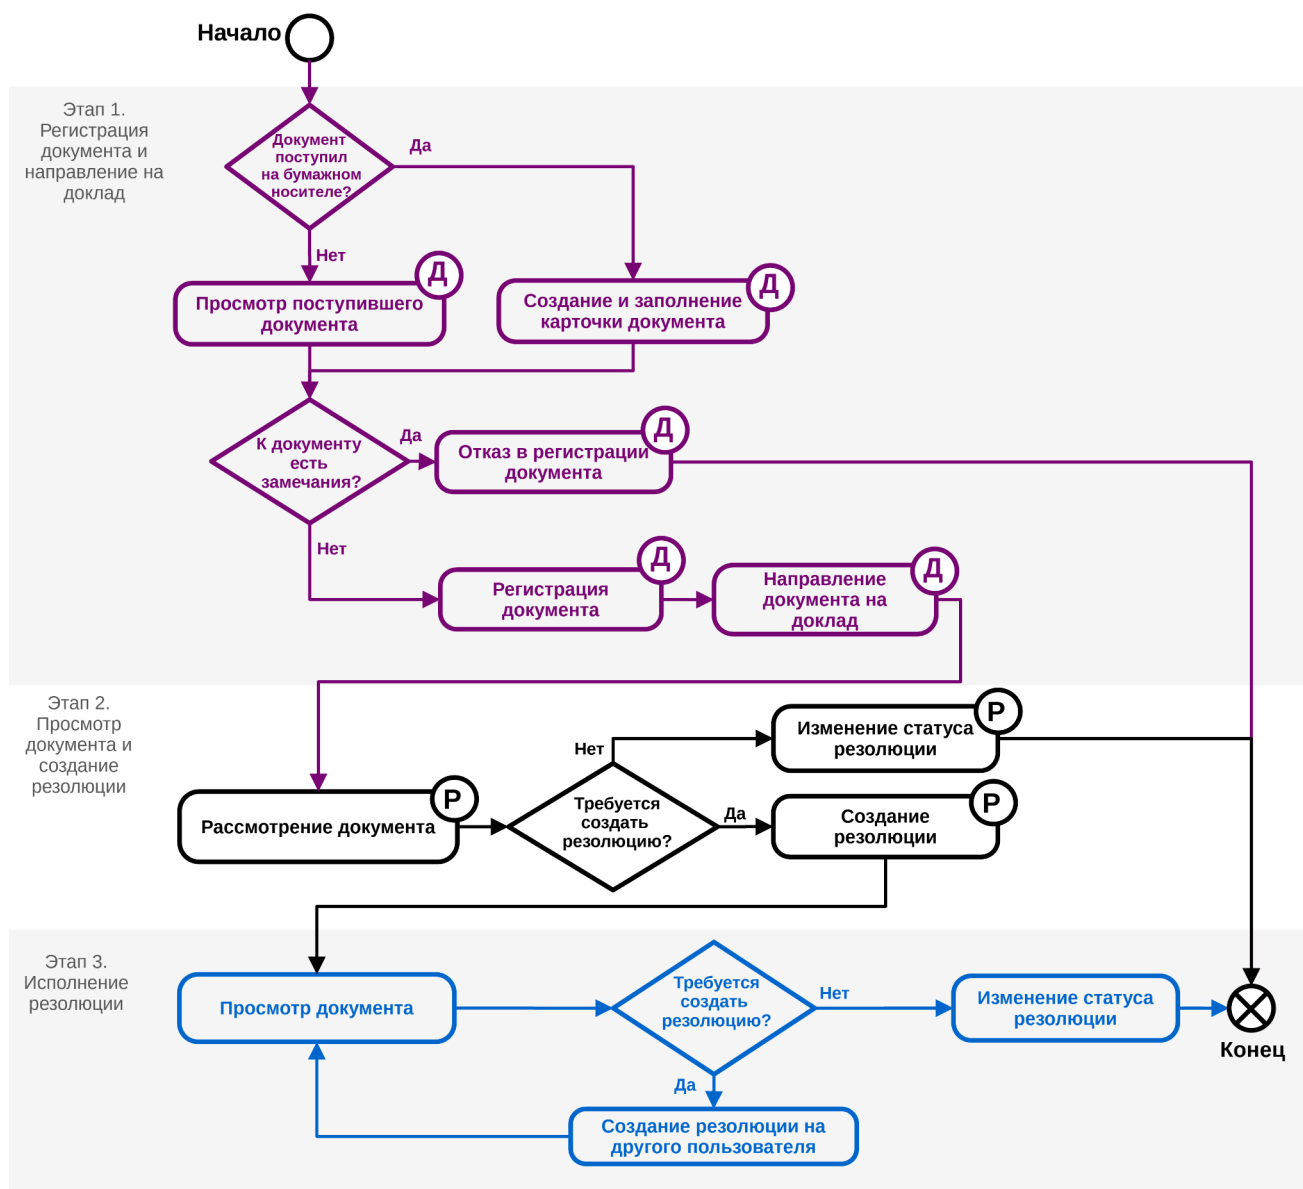 Начало
Этап 1.
Регистрация
документа и
направление на
доклад
Документ
поступил
на бумажном
носителе?
Да
Нет
Просмотр поступившего
документа
Д
Создание и заполнение
карточки документа
Д
К документу
есть
замечания?
Да
Отказ в регистрации
документа
Д
Нет
Регистрация
документа
Д
Направление
документа на
доклад
Д
Этап 2.
Просмотр
документа и
создание
резолюции
Рассмотрение документа
Р
Требуется
создать
резолюцию?
Нет
Изменение статуса
резолюции
Р
Да
Создание
резолюции
Р
Этап 3.
Исполнение
резолюции
Просмотр документа
Требуется
создать
резолюцию?
Нет
Изменение статуса
резолюции
Конец
Да
Создание резолюции на
другого пользователя